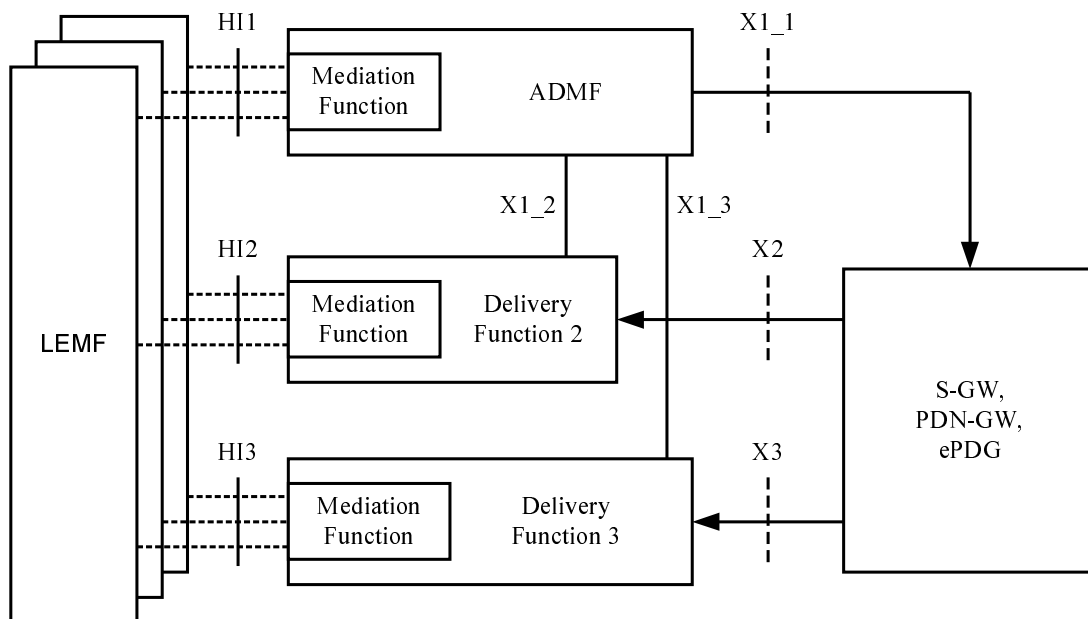 HI1
X1_1
Mediation
Function
ADMF
X1_2
X1_3
HI2
X2
Mediation
Function
Delivery
Function 2
LEMF
S-GW,
PDN-GW,
ePDG
HI3
X3
Mediation
Function
Delivery
Function 3